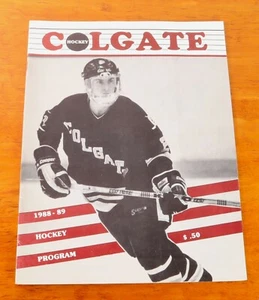 COLGATE
HOCKEY
COLGATE
1988-89
HOCKEY
PROGRAM
$ .50